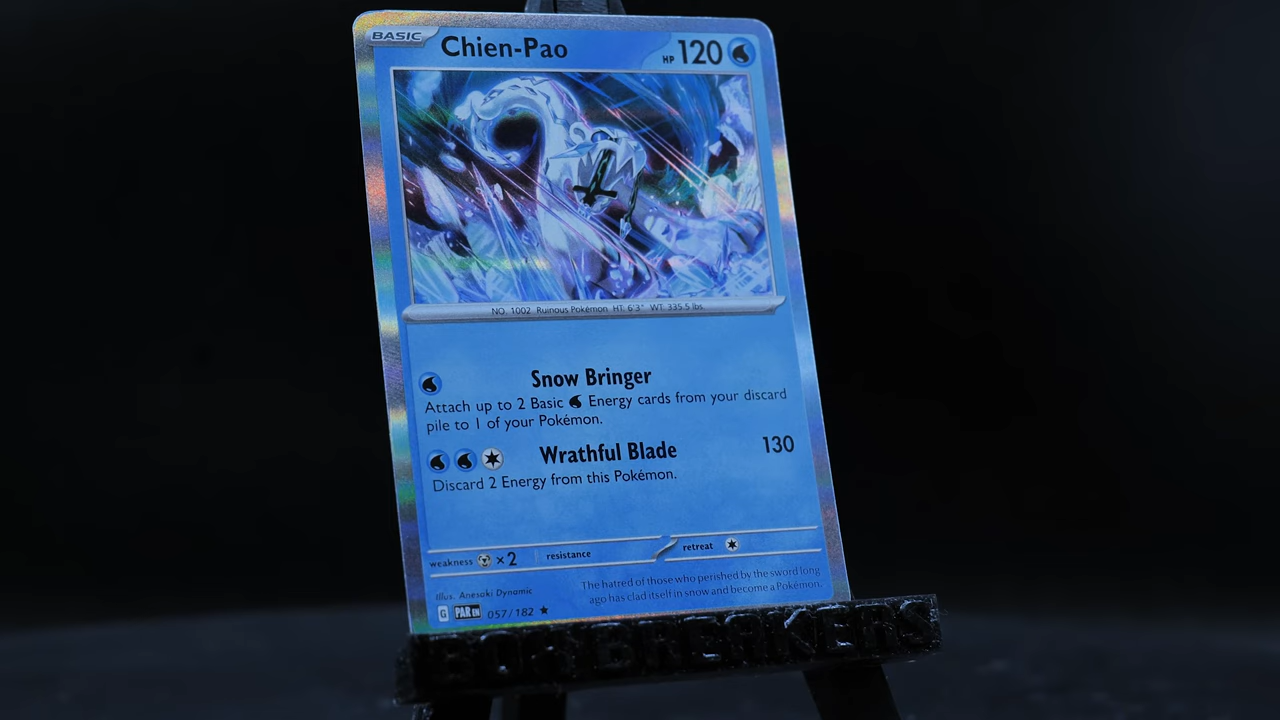 BASIC Chien-Pao HP 120
NO. 1002 Ruinous Pokémon HT: 6'3" WT: 335.5 lbs.
Snow Bringer
Attach up to 2 Basic Energy cards from your discard
pile to 1 of your Pokémon.
Wrathful Blade 130
Discard 2 Energy from this Pokémon.
weakness ×2 resistance retreat
Illus. Anesaki Dynamic
The hatred of those who perished by the sword long
ago has clad itself in snow and become a Pokémon.
G PAR EN 057/182
BOX BREAKERS